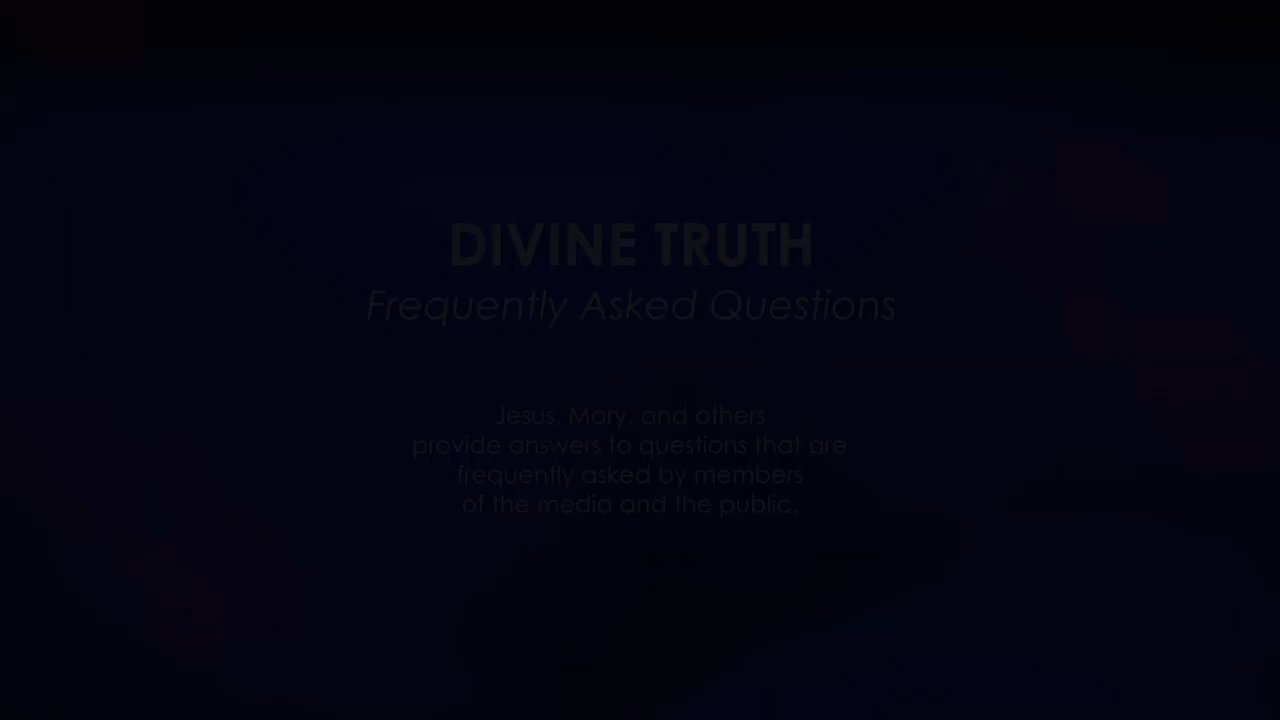 DIVINE TRUTH
Frequently Asked Questions
Jesus, Mary, and others
provide answers to questions that are
frequently asked by members
of the media and the public.